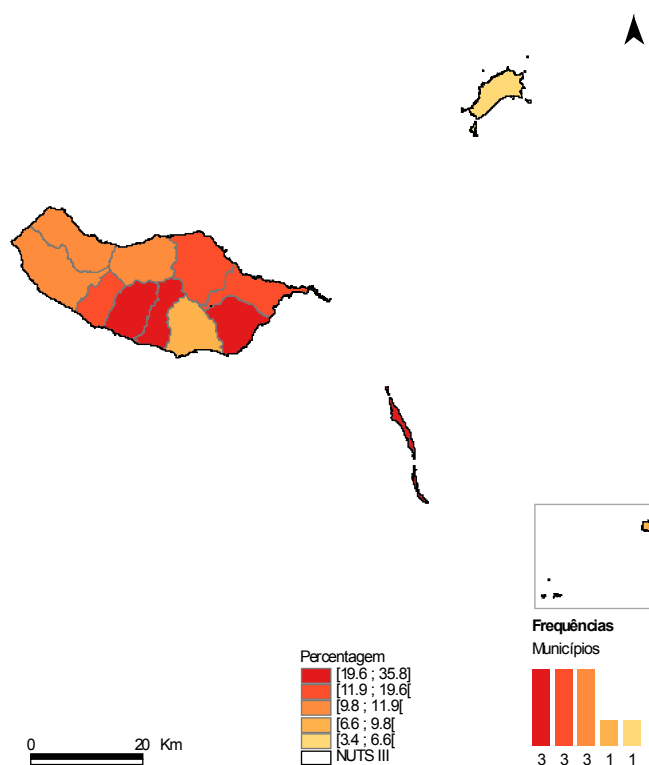 Frequências
Municípios
3 3 3 1 1
Percentagem
[19.6 ; 35.8]
[11.9 ; 19.6[
[9.8 ; 11.9[
[6.6 ; 9.8[
[3.4 ; 6.6[
NUTS III
0 20 Km